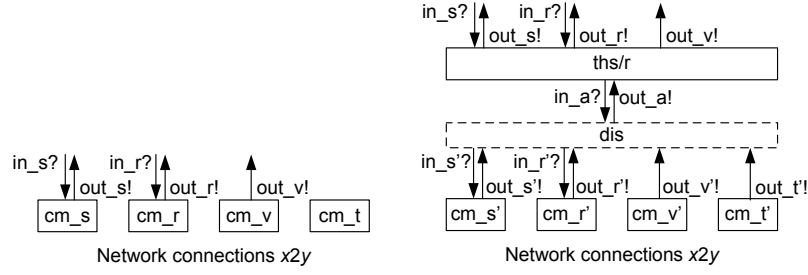 in_s? in_r?
out_s! out_r! out_v!
ths/r
in_a? out_a!
dis
in_s? in_r? in_s'? in_r'?
out_s! out_r! out_v! out_s'! out_r'! out_v'! out_t'!
cm_s cm_r cm_v cm_t cm_s' cm_r' cm_v' cm_t'
Network connections x2y Network connections x2y